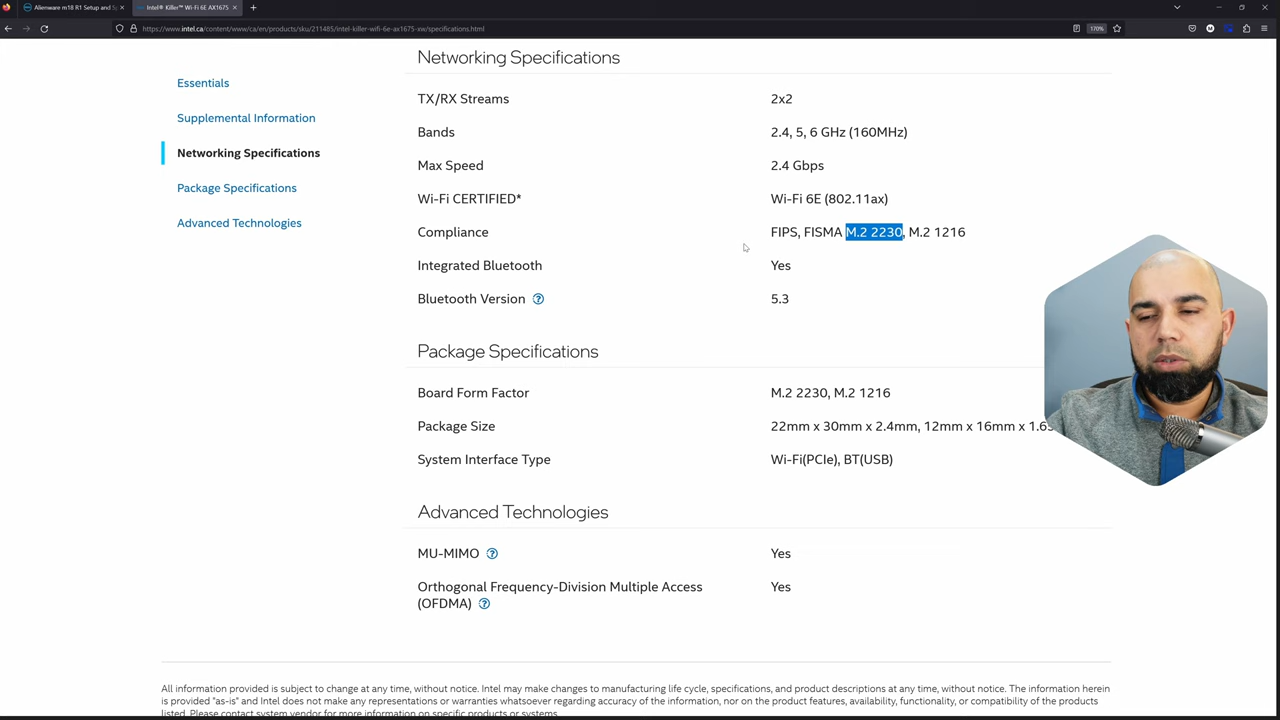 Alienware m18 R1 Setup and Sp
Intel® Killer™ Wi-Fi 6E AX1675
https://www.intel.ca/content/www/ca/en/products/sku/211485/intel-killer-wifi-6e-ax1675-xw/specifications.html
170%
Networking Specifications
Essentials
TX/RX Streams 2x2
Supplemental Information
Bands 2.4, 5, 6 GHz (160MHz)
Networking Specifications
Max Speed 2.4 Gbps
Package Specifications
Wi-Fi CERTIFIED* Wi-Fi 6E (802.11ax)
Advanced Technologies
Compliance FIPS, FISMA M.2 2230, M.2 1216
Integrated Bluetooth Yes
Bluetooth Version ? 5.3
Package Specifications
Board Form Factor M.2 2230, M.2 1216
Package Size 22mm x 30mm x 2.4mm, 12mm x 16mm x 1.65
System Interface Type Wi-Fi(PCIe), BT(USB)
Advanced Technologies
MU-MIMO ? Yes
Orthogonal Frequency-Division Multiple Access Yes
(OFDMA) ?
All information provided is subject to change at any time, without notice. Intel may make changes to manufacturing life cycle, specifications, and product descriptions at any time, without notice. The information herein
is provided "as-is" and Intel does not make any representations or warranties whatsoever regarding accuracy of the information, nor on the product features, availability, functionality, or compatibility of the products
listed. Please contact system vendor for more information on specific products or systems.